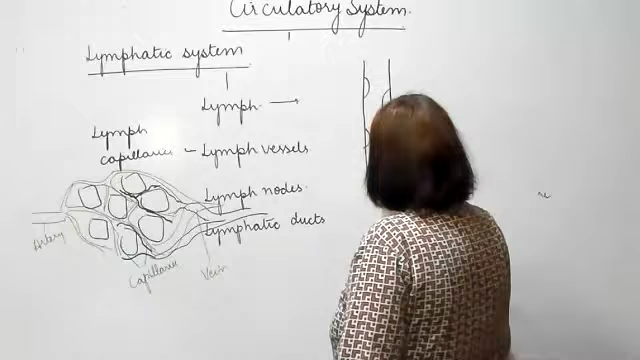 Circulatory System.
Lymphatic system
Lymph. →
Lymph
capillaries – Lymph vessels
Lymph nodes.
Lymphatic ducts
Artery
Capillaries
Vein